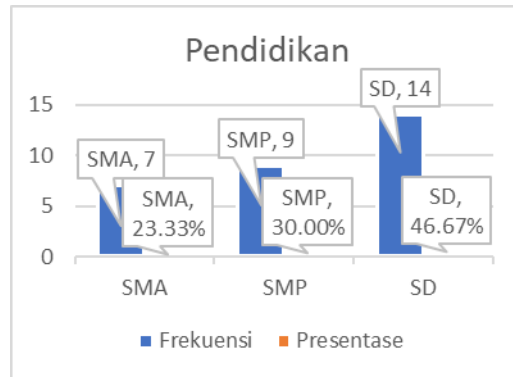 Pendidikan
15
10
5
0
SMA, 7
SMA,
23.33%
SMP, 9
SMP,
30.00%
SD, 14
SD,
46.67%
SMA
SMP
SD
Frekuensi
Presentase